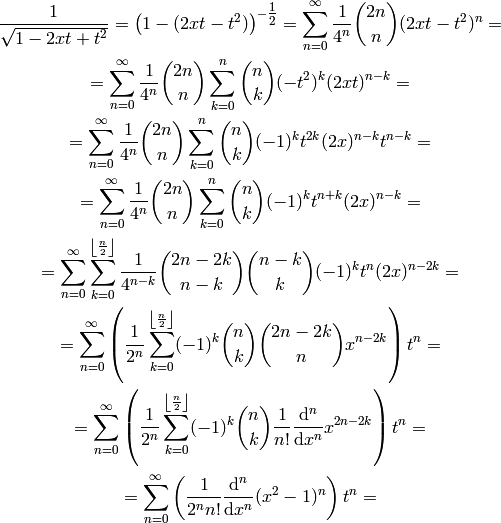 \frac{1}{\sqrt{1-2xt+t^2}} = \left(1-(2xt-t^2)\right)^{-\frac{1}{2}} = \sum_{n=0}^{\infty} \frac{1}{4^n} \binom{2n}{n} (2xt-t^2)^n =
= \sum_{n=0}^{\infty} \frac{1}{4^n} \binom{2n}{n} \sum_{k=0}^{n} \binom{n}{k} (-t^2)^k (2xt)^{n-k} =
= \sum_{n=0}^{\infty} \frac{1}{4^n} \binom{2n}{n} \sum_{k=0}^{n} \binom{n}{k} (-1)^k t^{2k} (2x)^{n-k} t^{n-k} =
= \sum_{n=0}^{\infty} \frac{1}{4^n} \binom{2n}{n} \sum_{k=0}^{n} \binom{n}{k} (-1)^k t^{n+k} (2x)^{n-k} =
= \sum_{n=0}^{\infty} \sum_{k=0}^{\left\lfloor \frac{n}{2} \right\rfloor} \frac{1}{4^{n-k}} \binom{2n-2k}{n-k} \binom{n-k}{k} (-1)^k t^n (2x)^{n-2k} =
= \sum_{n=0}^{\infty} \left( \frac{1}{2^n} \sum_{k=0}^{\left\lfloor \frac{n}{2} \right\rfloor} (-1)^k \binom{n}{k} \binom{2n-2k}{n} x^{n-2k} \right) t^n =
= \sum_{n=0}^{\infty} \left( \frac{1}{2^n} \sum_{k=0}^{\left\lfloor \frac{n}{2} \right\rfloor} (-1)^k \binom{n}{k} \frac{1}{n!} \frac{\mathrm{d}^n}{\mathrm{d}x^n} x^{2n-2k} \right) t^n =
= \sum_{n=0}^{\infty} \left( \frac{1}{2^n n!} \frac{\mathrm{d}^n}{\mathrm{d}x^n} (x^2-1)^n \right) t^n =